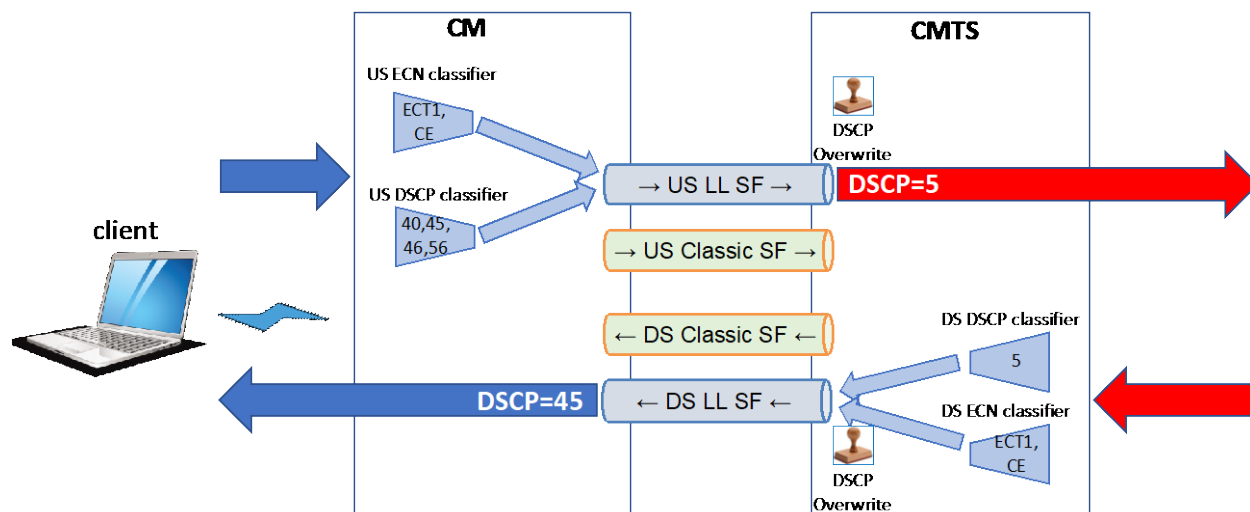 CM
CMTS
US ECN classifier
ECT1,
CE
DSCP
Overwrite
→ US LL SF →
DSCP=5
US DSCP classifier
40,45,
46,56
client
→ US Classic SF →
← DS Classic SF ←
DS DSCP classifier
5
DSCP=45
← DS LL SF ←
DS ECN classifier
ECT1,
CE
DSCP
Overwrite